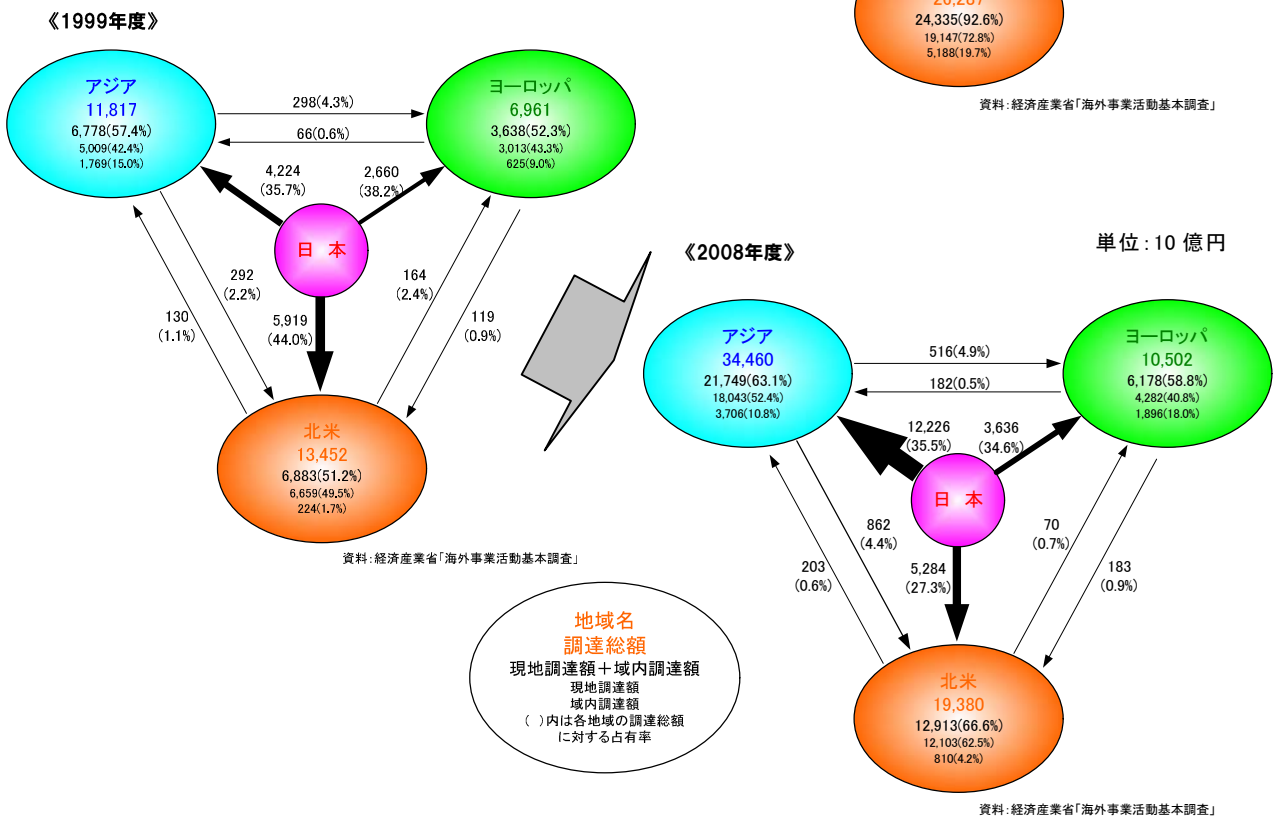 24,335(92.6%)
19,147(72.8%)
5,188(19.7%)
資料:経済産業省「海外事業活動基本調査」
《1999年度》
アジア
11,817
6,778(57.4%)
5,009(42.4%)
1,769(15.0%)
298(4.3%)
66(0.6%)
ヨーロッパ
6,961
3,638(52.3%)
3,013(43.3%)
625(9.0%)
4,224
(35.7%)
2,660
(38.2%)
日 本
292
(2.2%)
130
(1.1%)
5,919
(44.0%)
164
(2.4%)
119
(0.9%)
北米
13,452
6,883(51.2%)
6,659(49.5%)
224(1.7%)
資料:経済産業省「海外事業活動基本調査」
単位:10 億円
《2008年度》
アジア
34,460
21,749(63.1%)
18,043(52.4%)
3,706(10.8%)
516(4.9%)
182(0.5%)
ヨーロッパ
10,502
6,178(58.8%)
4,282(40.8%)
1,896(18.0%)
12,226
(35.5%)
3,636
(34.6%)
日 本
862
(4.4%)
203
(0.6%)
5,284
(27.3%)
70
(0.7%)
183
(0.9%)
北米
19,380
12,913(66.6%)
12,103(62.5%)
810(4.2%)
資料:経済産業省「海外事業活動基本調査」
地域名
調達総額
現地調達額+域内調達額
現地調達額
域内調達額
( )内は各地域の調達総額
に対する占有率